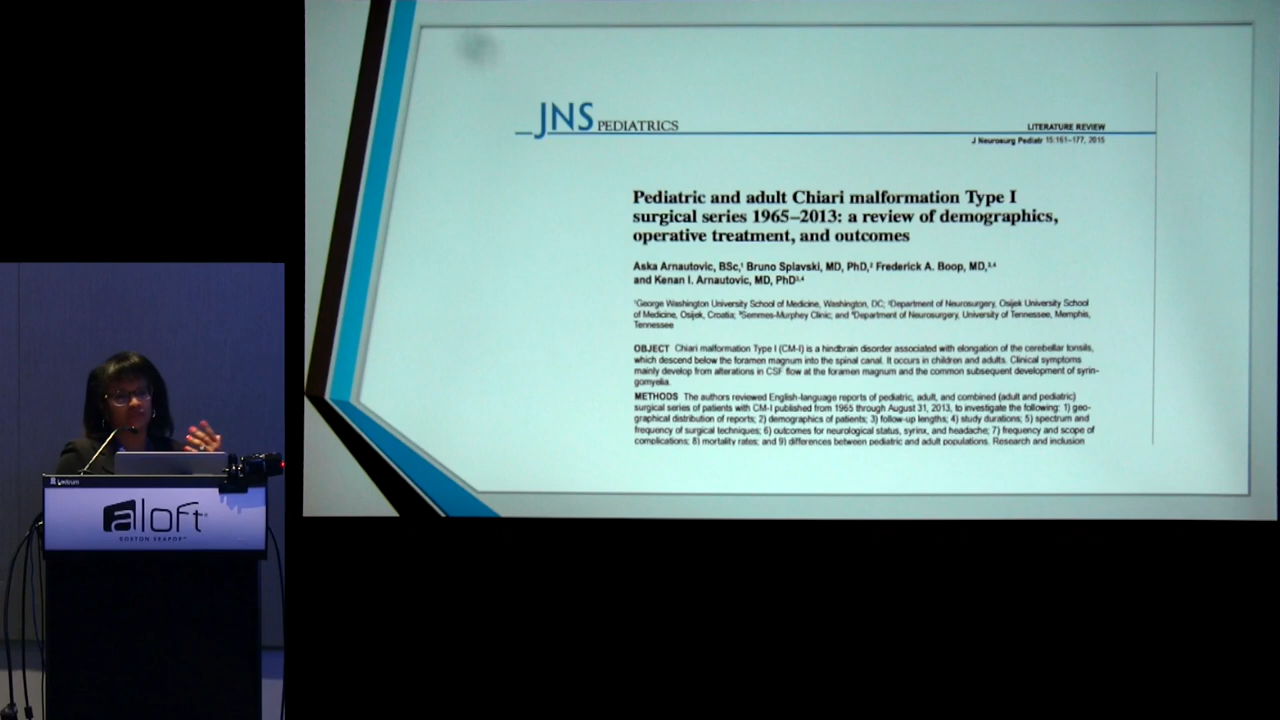 JNS PEDIATRICS
LITERATURE REVIEW
J Neurosurg Pediatr 15:161–177, 2015
Pediatric and adult Chiari malformation Type I
surgical series 1965–2013: a review of demographics,
operative treatment, and outcomes
Aska Arnautovic, BSc,¹ Bruno Splavski, MD, PhD,² Frederick A. Boop, MD,³·⁴
and Kenan I. Arnautovic, MD, PhD³·⁴
¹George Washington University School of Medicine, Washington, DC; ²Department of Neurosurgery, Osijek University School
of Medicine, Osijek, Croatia; ³Semmes-Murphey Clinic; and ⁴Department of Neurosurgery, University of Tennessee, Memphis,
Tennessee
OBJECT Chiari malformation Type I (CM-I) is a hindbrain disorder associated with elongation of the cerebellar tonsils,
which descend below the foramen magnum into the spinal canal. It occurs in children and adults. Clinical symptoms
mainly develop from alterations in CSF flow at the foramen magnum and the common subsequent development of syrin-
gomyelia.
METHODS The authors reviewed English-language reports of pediatric, adult, and combined (adult and pediatric)
surgical series of patients with CM-I published from 1965 through August 31, 2013, to investigate the following: 1) geo-
graphical distribution of reports; 2) demographics of patients; 3) follow-up lengths; 4) study durations; 5) spectrum and
frequency of surgical techniques; 6) outcomes for neurological status, syrinx, and headache; 7) frequency and scope of
complications; 8) mortality rates; and 9) differences between pediatric and adult populations. Research and inclusion
aloft
BOSTON SEAPORT